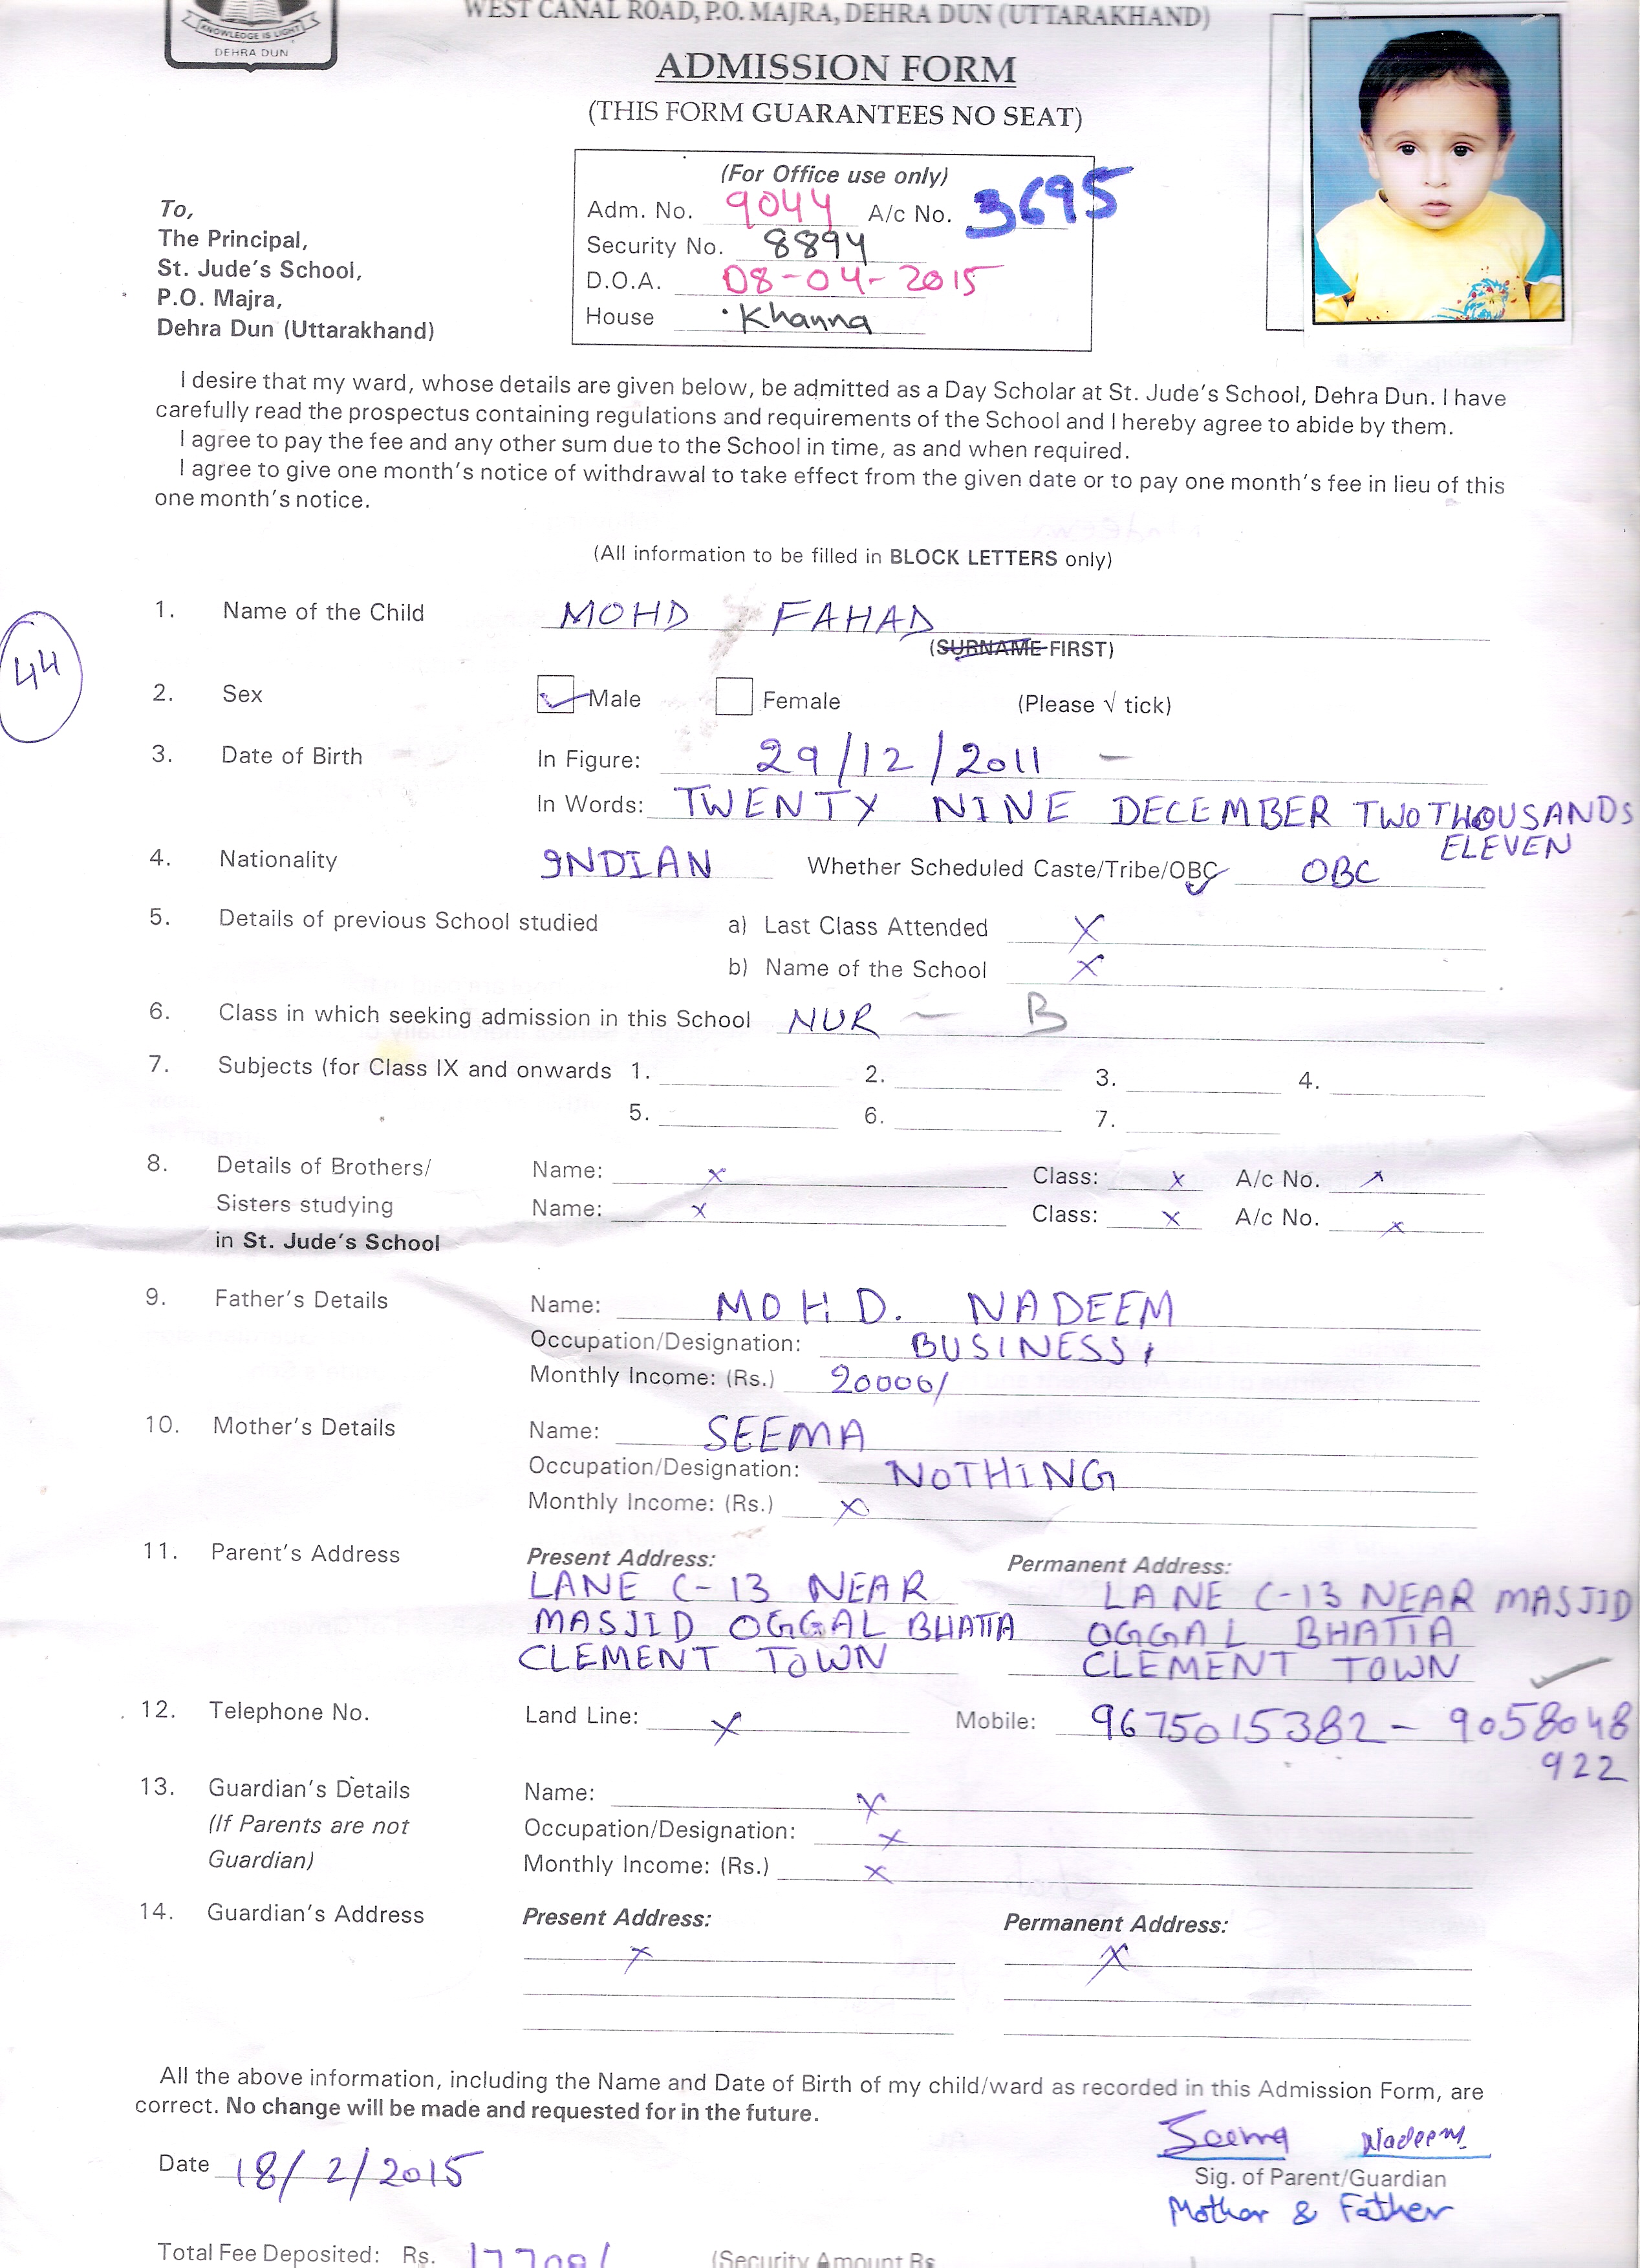 WEST CANAL ROAD, P.O. MAJRA, DEHRA DUN (UTTARAKHAND)
KNOWLEDGE IS LIGHT
DEHRA DUN
ADMISSION FORM
(THIS FORM GUARANTEES NO SEAT)
(For Office use only)
Adm. No. 9044 A/c No. 3695
Security No. 8894
D.O.A. 08-04-2015
House Khanna
To,
The Principal,
St. Jude's School,
P.O. Majra,
Dehra Dun (Uttarakhand)
I desire that my ward, whose details are given below, be admitted as a Day Scholar at St. Jude's School, Dehra Dun. I have
carefully read the prospectus containing regulations and requirements of the School and I hereby agree to abide by them.
I agree to pay the fee and any other sum due to the School in time, as and when required.
I agree to give one month's notice of withdrawal to take effect from the given date or to pay one month's fee in lieu of this
one month's notice.
(All information to be filled in BLOCK LETTERS only)
1. Name of the Child MOHD FAHAD
(SURNAME FIRST)
44
2. Sex Male Female (Please √ tick)
3. Date of Birth In Figure: 29/12/2011 -
In Words: TWENTY NINE DECEMBER TWO THOUSANDS
ELEVEN
4. Nationality INDIAN Whether Scheduled Caste/Tribe/OBC OBC
5. Details of previous School studied a) Last Class Attended X
b) Name of the School X
6. Class in which seeking admission in this School NUR - B
7. Subjects (for Class IX and onwards 1. 2. 3. 4.
5. 6. 7.
8. Details of Brothers/ Name: X Class: X A/c No. X
Sisters studying Name: X Class: X A/c No. X
in St. Jude's School
9. Father's Details Name: MOHD. NADEEM
Occupation/Designation: BUSINESS
Monthly Income: (Rs.) 20000/
10. Mother's Details Name: SEEMA
Occupation/Designation: NOTHING
Monthly Income: (Rs.) X
11. Parent's Address Present Address: Permanent Address:
LANE C-13 NEAR LANE C-13 NEAR MASJID
MASJID OGGAL BHATTA OGGAL BHATTA
CLEMENT TOWN CLEMENT TOWN
12. Telephone No. Land Line: X Mobile: 9675015382 - 9058048
922
13. Guardian's Details Name: X
(If Parents are not Occupation/Designation: X
Guardian) Monthly Income: (Rs.) X
14. Guardian's Address Present Address: Permanent Address:
X X
All the above information, including the Name and Date of Birth of my child/ward as recorded in this Admission Form, are
correct. No change will be made and requested for in the future.
Seema Nadeem
Date 18/2/2015
Sig. of Parent/Guardian
Mothar & Father
Total Fee Deposited: Rs. (Security Amount Rs